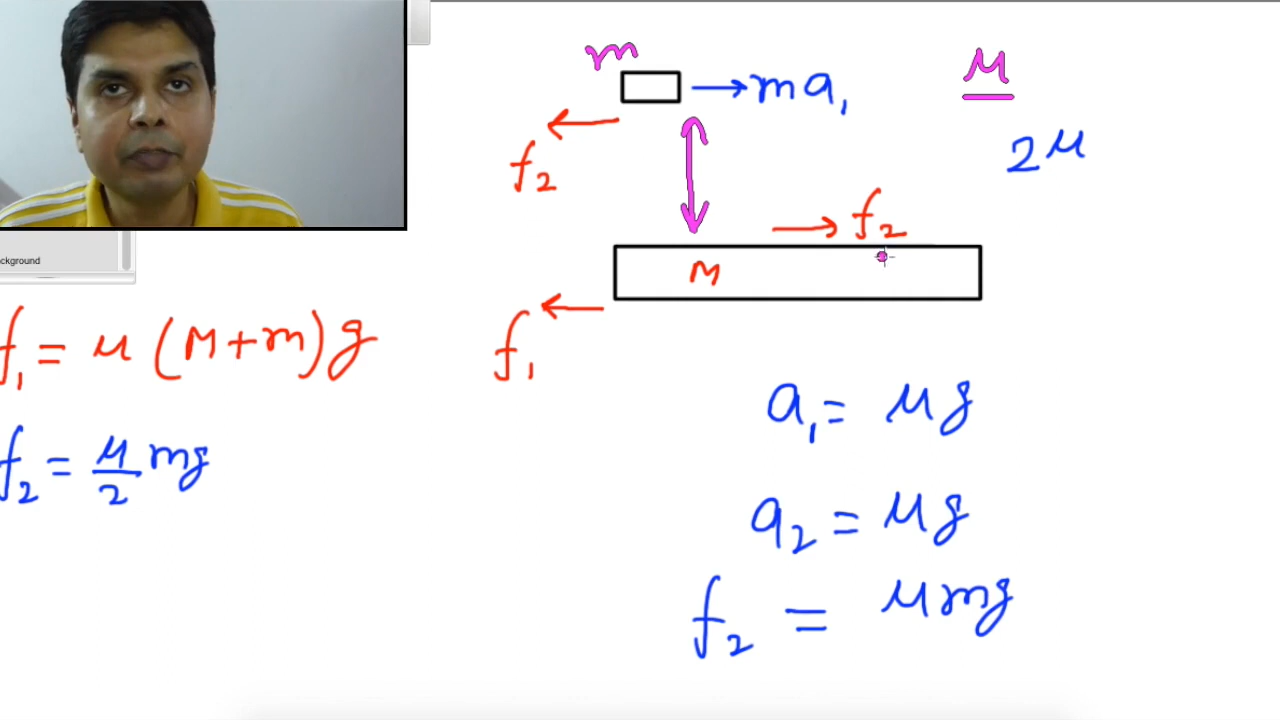 m
→ma₁
μ
2μ
f₂
→f₂
M
ckground
f₁
f₁ = μ (M+m)g
a₁ = μg
f₂ = μ/2 mg
a₂ = μg
f₂ = μmg